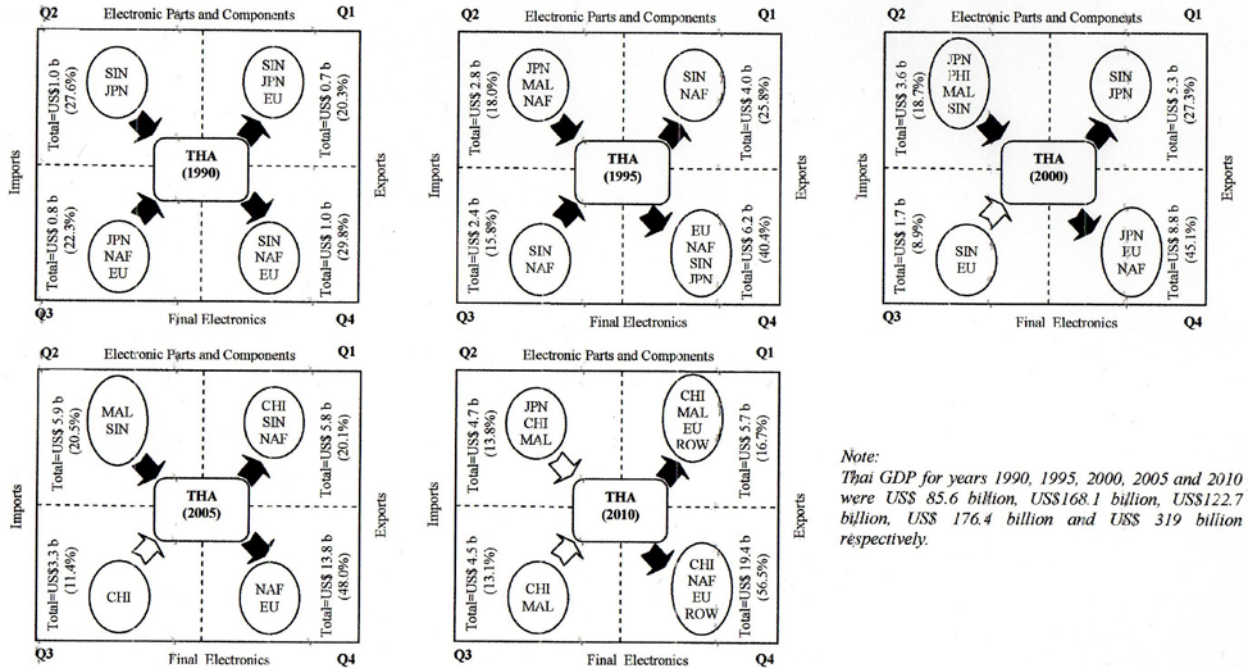 Q2 Electronic Parts and Components Q1
Imports
Total=US$1.0 b
(27.6%)
SIN
JPN
SIN
JPN
EU
Total=US$ 0.7 b
(20.3%)
THA
(1990)
Total=US$ 0.8 b
(22.3%)
JPN
NAF
EU
SIN
NAF
EU
Total=US$ 1.0 b
(29.8%)
Exports
Q3 Final Electronics Q4
Q2 Electronic Parts and Components Q1
Imports
Total=US$ 2.8 b
(18.0%)
JPN
MAL
NAF
SIN
NAF
Total=US$ 4.0 b
(25.8%)
THA
(1995)
Total=US$ 2.4 b
(15.8%)
SIN
NAF
EU
NAF
SIN
JPN
Total=US$ 6.2 b
(40.4%)
Exports
Q3 Final Electronics Q4
Q2 Electronic Parts and Components Q1
Imports
Total=US$ 3.6 b
(18.7%)
JPN
PHI
MAL
SIN
SIN
JPN
Total=US$ 5.3 b
(27.3%)
THA
(2000)
Total=US$ 1.7 b
(8.9%)
SIN
EU
JPN
EU
NAF
Total=US$ 8.8 b
(45.1%)
Exports
Q3 Final Electronics Q4
Q2 Electronic Parts and Components Q1
Imports
Total=US$ 5.9 b
(20.5%)
MAL
SIN
CHI
SIN
NAF
Total=US$ 5.8 b
(20.1%)
THA
(2005)
Total=US$3.3 b
(11.4%)
CHI
NAF
EU
Total=US$ 13.8 b
(48.0%)
Exports
Q3 Final Electronics Q4
Q2 Electronic Parts and Components Q1
Imports
Total=US$ 4.7 b
(13.8%)
JPN
CHI
MAL
CHI
MAL
EU
ROW
Total=US$ 5.7 b
(16.7%)
THA
(2010)
Total=US$ 4.5 b
(13.1%)
CHI
MAL
CHI
NAF
EU
ROW
Total=US$ 19.4 b
(56.5%)
Exports
Q3 Final Electronics Q4
Note:
Thai GDP for years 1990, 1995, 2000, 2005 and 2010
were US$ 85.6 billion, US$168.1 billion, US$122.7
billion, US$ 176.4 billion and US$ 319 billion
respectively.